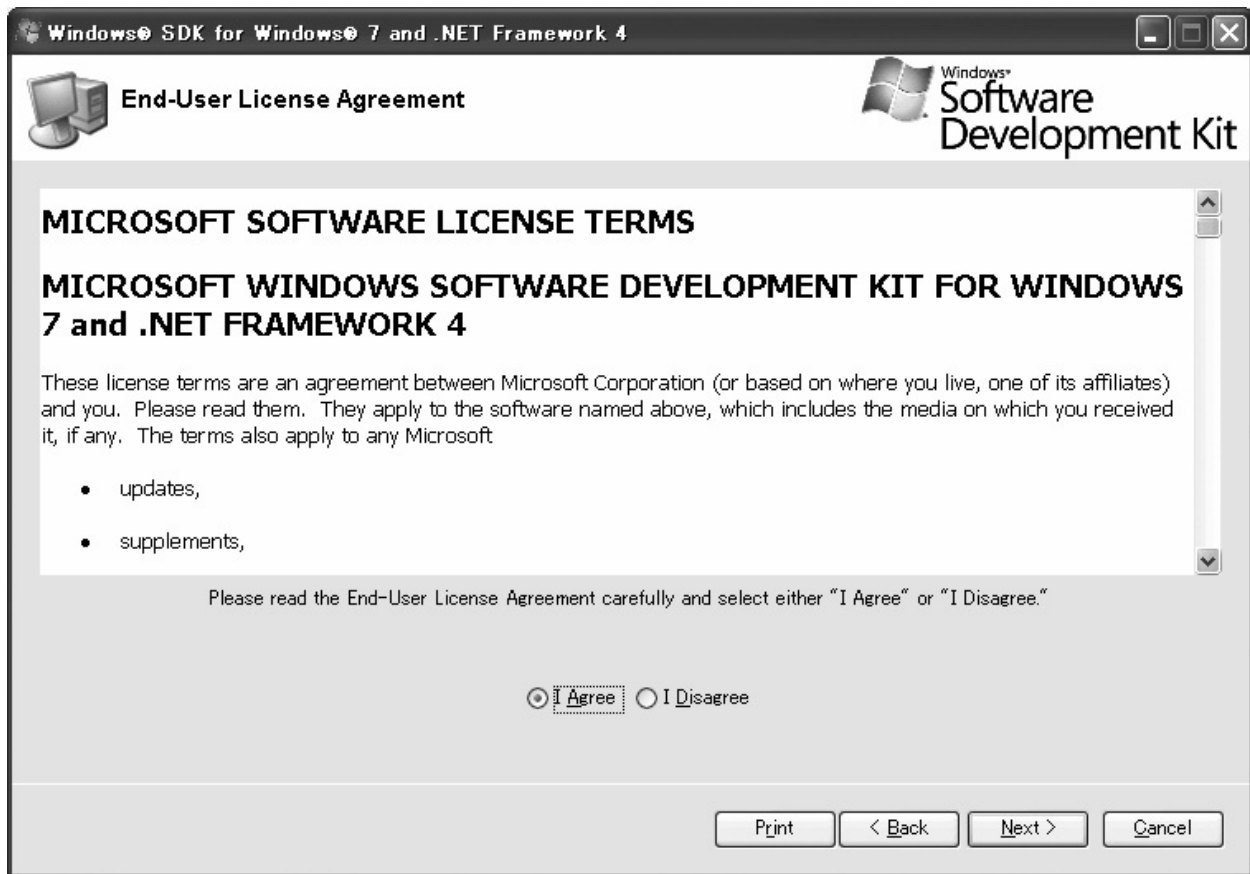 Windows® SDK for Windows® 7 and .NET Framework 4
End-User License Agreement
Windows®
Software
Development Kit
MICROSOFT SOFTWARE LICENSE TERMS
MICROSOFT WINDOWS SOFTWARE DEVELOPMENT KIT FOR WINDOWS
7 and .NET FRAMEWORK 4
These license terms are an agreement between Microsoft Corporation (or based on where you live, one of its affiliates)
and you.  Please read them.  They apply to the software named above, which includes the media on which you received
it, if any.  The terms also apply to any Microsoft
• updates,
• supplements,
Please read the End-User License Agreement carefully and select either "I Agree" or "I Disagree."
I Agree I Disagree
Print < Back Next > Cancel